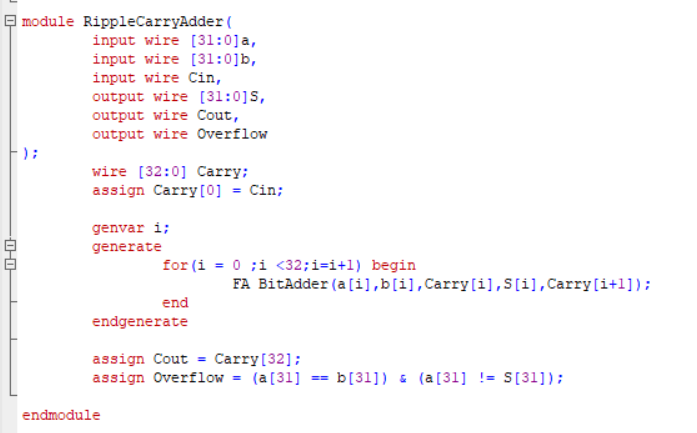 module RippleCarryAdder(
input wire [31:0]a,
input wire [31:0]b,
input wire Cin,
output wire [31:0]S,
output wire Cout,
output wire Overflow
);
wire [32:0] Carry;
assign Carry[0] = Cin;
genvar i;
generate
for(i = 0 ;i <32;i=i+1) begin
FA BitAdder(a[i],b[i],Carry[i],S[i],Carry[i+1]);
end
endgenerate
assign Cout = Carry[32];
assign Overflow = (a[31] == b[31]) & (a[31] != S[31]);
endmodule